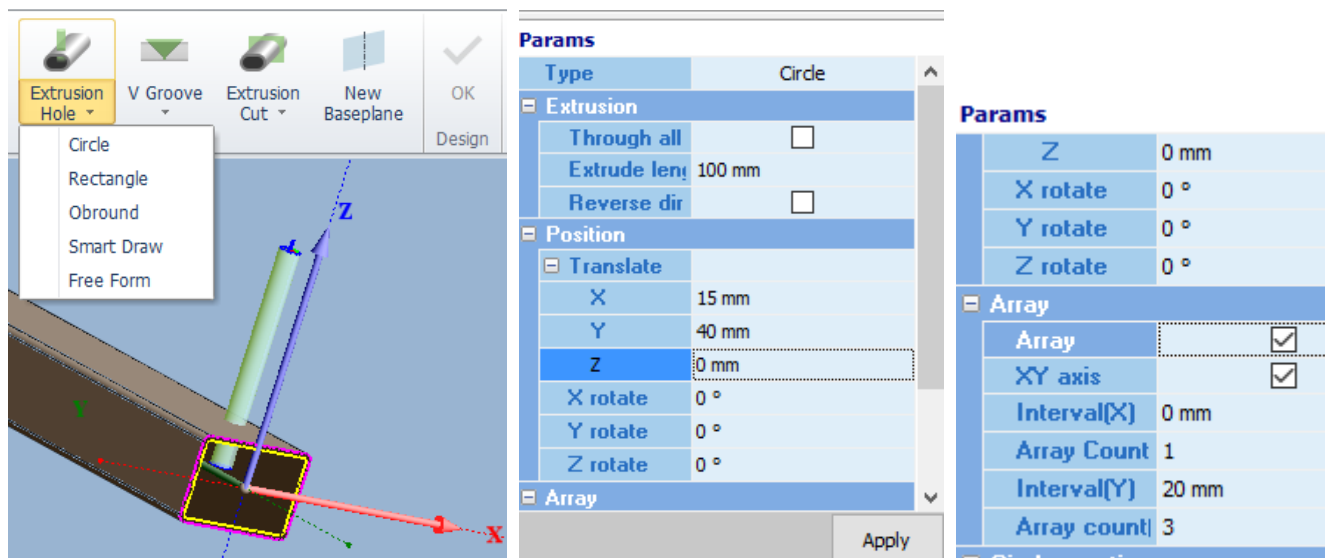 Extrusion
Hole
V Groove
Extrusion
Cut
New
Baseplane
OK
Design
Circle
Rectangle
Obround
Smart Draw
Free Form
Z
Y
X
Params
Type Circle
Extrusion
Through all
Extrude leng 100 mm
Reverse dir
Position
Translate
X 15 mm
Y 40 mm
Z 0 mm
X rotate 0 °
Y rotate 0 °
Z rotate 0 °
Array
Apply
Params
Z 0 mm
X rotate 0 °
Y rotate 0 °
Z rotate 0 °
Array
Array
XY axis
Interval(X) 0 mm
Array Count 1
Interval(Y) 20 mm
Array count( 3